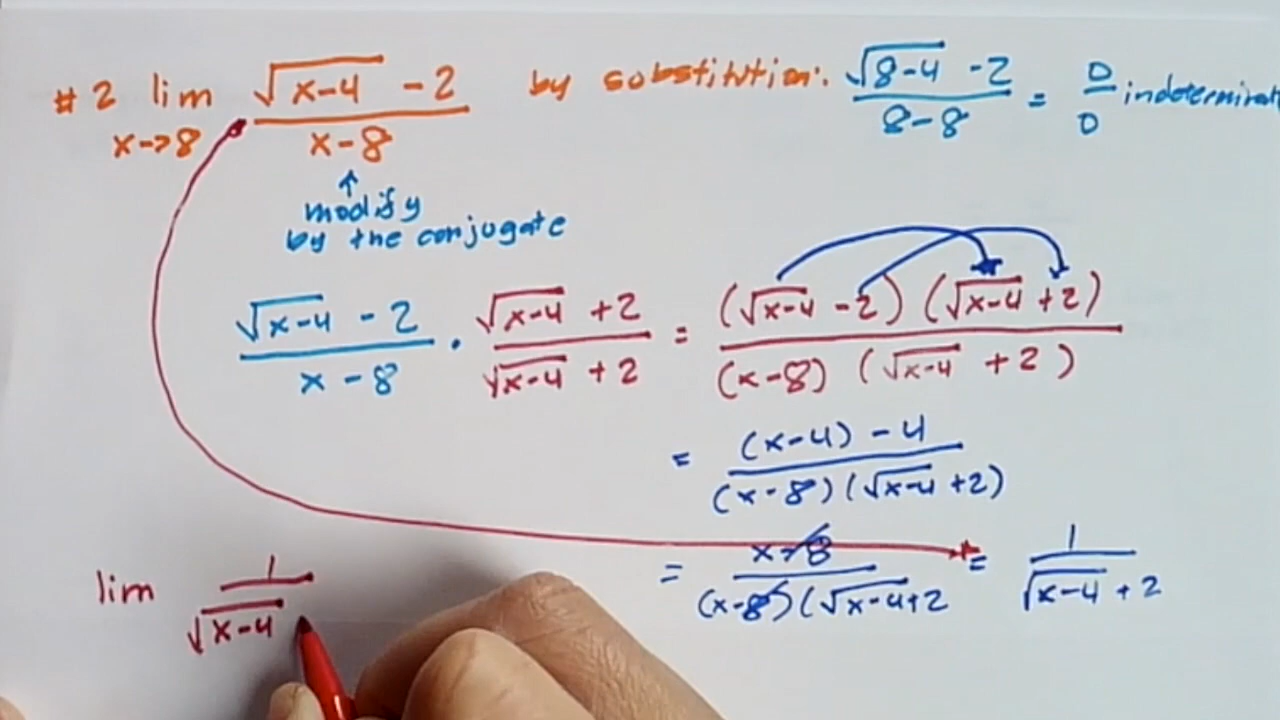 #2 lim x→8 (√(x-4) - 2)/(x-8) by substitution: (√(8-4) - 2)/(8-8) = 0/0 indeterminat
↑
modify
by the conjugate
(√(x-4) - 2)/(x-8) · (√(x-4) + 2)/(√(x-4) + 2) = ((√(x-4) - 2)(√(x-4) + 2))/((x-8)(√(x-4) + 2))
= ((x-4) - 4)/((x-8)(√(x-4) + 2))
= (x-8)/((x-8)(√(x-4)+2 = 1/(√(x-4) + 2)
lim 1/√(x-4)